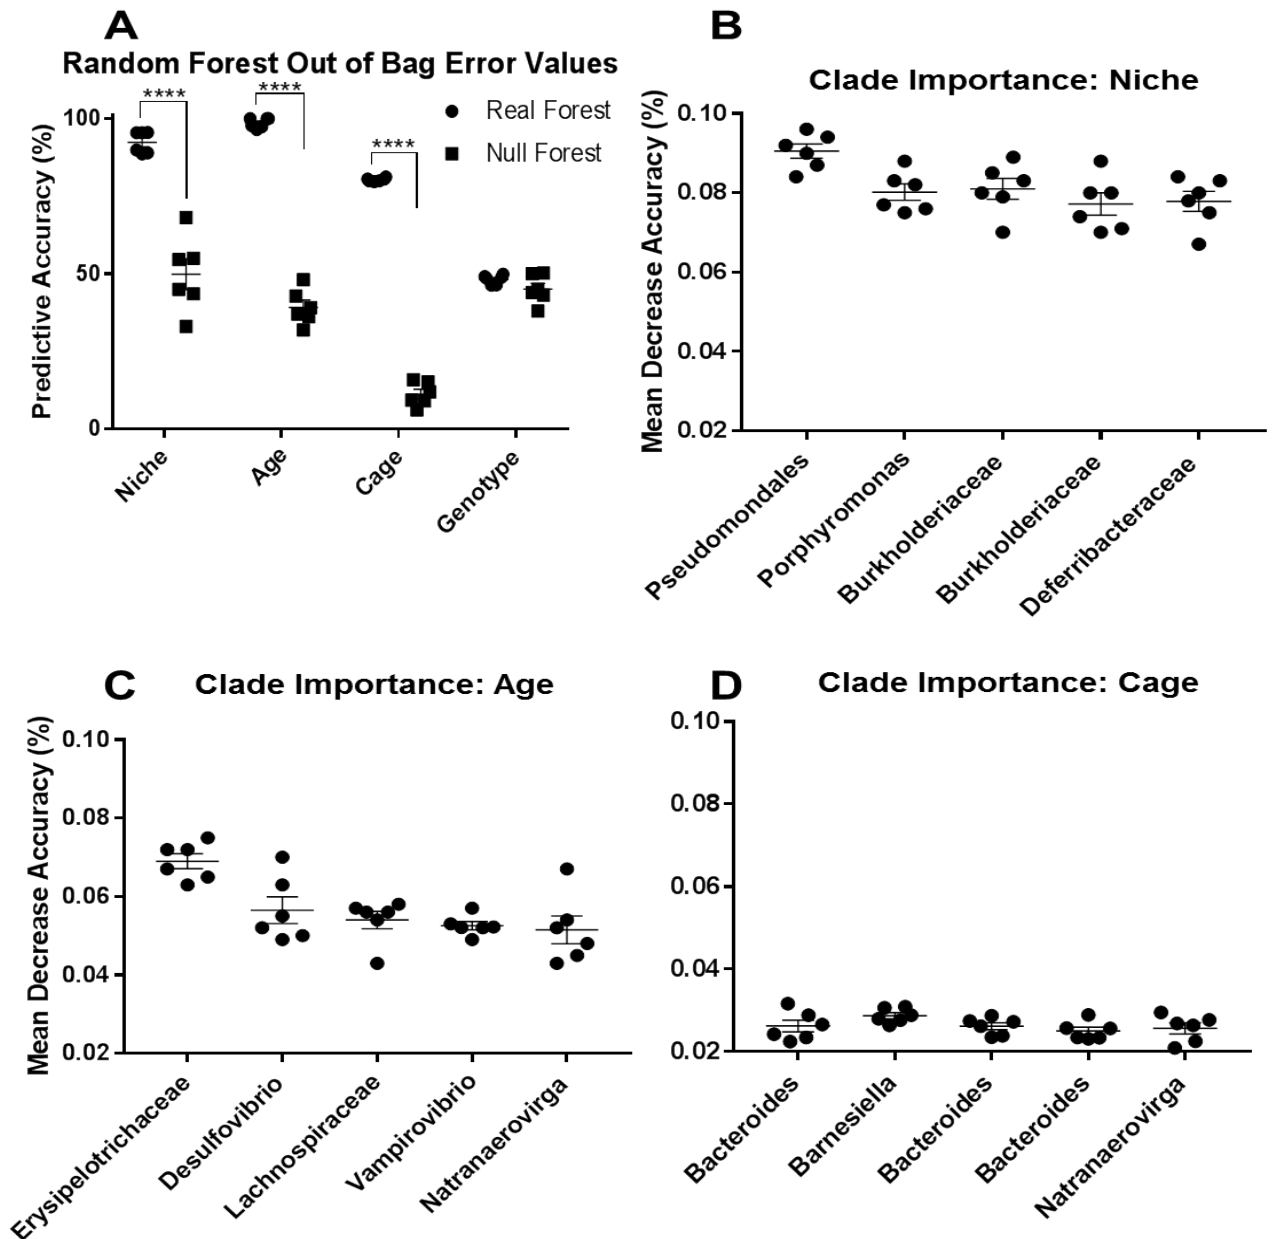 A
Random Forest Out of Bag Error Values
Predictive Accuracy (%)
100
50
0
****
****
****
Real Forest
Null Forest
Niche
Age
Cage
Genotype
B
Clade Importance: Niche
Mean Decrease Accuracy (%)
0.10
0.08
0.06
0.04
0.02
Pseudomondales
Porphyromonas
Burkholderiaceae
Burkholderiaceae
Deferribacteraceae
C
Clade Importance: Age
Mean Decrease Accuracy (%)
0.10
0.08
0.06
0.04
0.02
Erysipelotrichaceae
Desulfovibrio
Lachnospiraceae
Vampirovibrio
Natranaerovirga
D
Clade Importance: Cage
0.10
0.08
0.06
0.04
0.02
Bacteroides
Barnesiella
Bacteroides
Bacteroides
Natranaerovirga